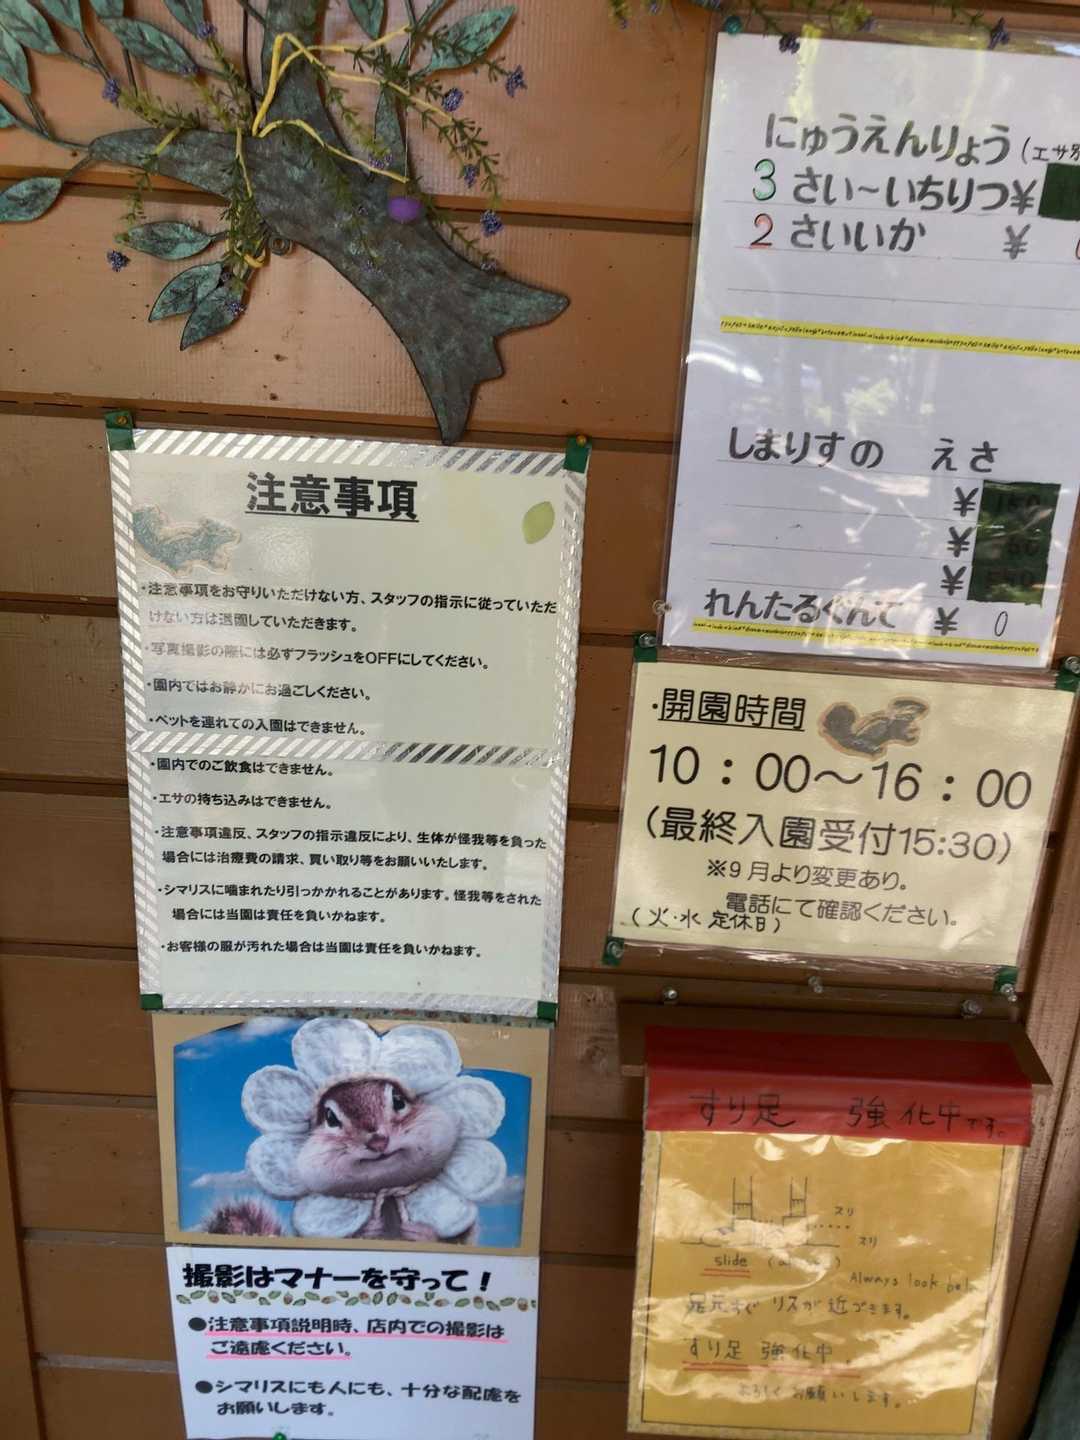 にゅうえんりょう(エサ
3 さい～いちりつ¥
2 さいいか ¥
しまりすの えさ
¥
¥
¥
れんたるぐんて ¥ 0
注意事項
・注意事項をお守りいただけない方、スタッフの指示に従っていただ
けない方は退園していただきます。
・写真撮影の際には必ずフラッシュをOFFにしてください。
・園内ではお静かにお過ごしください。
・ペットを連れての入園はできません。
・園内でのご飲食はできません。
・エサの持ち込みはできません。
・注意事項違反、スタッフの指示違反により、生体が怪我等を負った
場合には治療費の請求、買い取り等をお願いいたします。
・シマリスに噛まれたり引っかかれることがあります。怪我等をされた
場合には当園は責任を負いかねます。
・お客様の服が汚れた場合は当園は責任を負いかねます。
・開園時間
10：00～16：00
(最終入園受付15:30)
※9月より変更あり。
電話にて確認ください。
(火・水 定休日)
撮影はマナーを守って！
●注意事項説明時、店内での撮影は
ご遠慮ください。
●シマリスにも人にも、十分な配慮を
お願いします。
すり足 強化中です。
スリ
スリ
slide
Always look
足元すぐ リスが 近づきます。
すり足 強化中
よろしくお願いします。